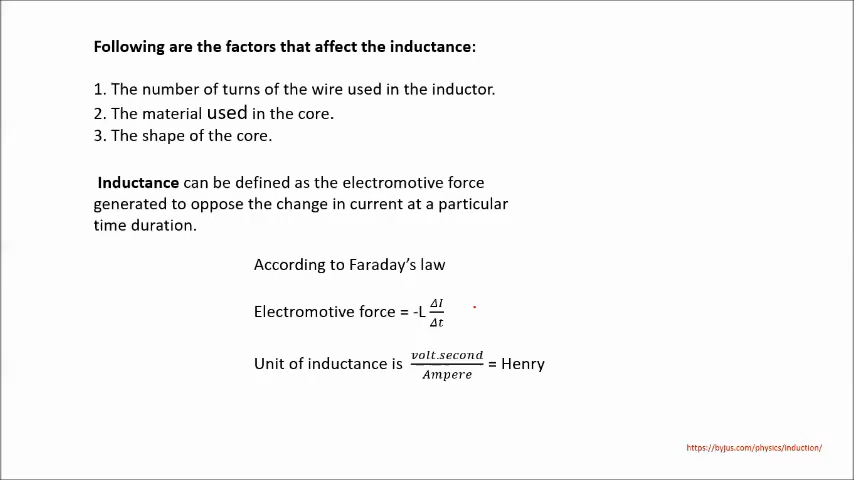 Following are the factors that affect the inductance:
1. The number of turns of the wire used in the inductor.
2. The material used in the core.
3. The shape of the core.
Inductance can be defined as the electromotive force
generated to oppose the change in current at a particular
time duration.
According to Faraday’s law
Electromotive force = -L ΔI/Δt
Unit of inductance is volt.second/Ampere = Henry
https://byjus.com/physics/induction/